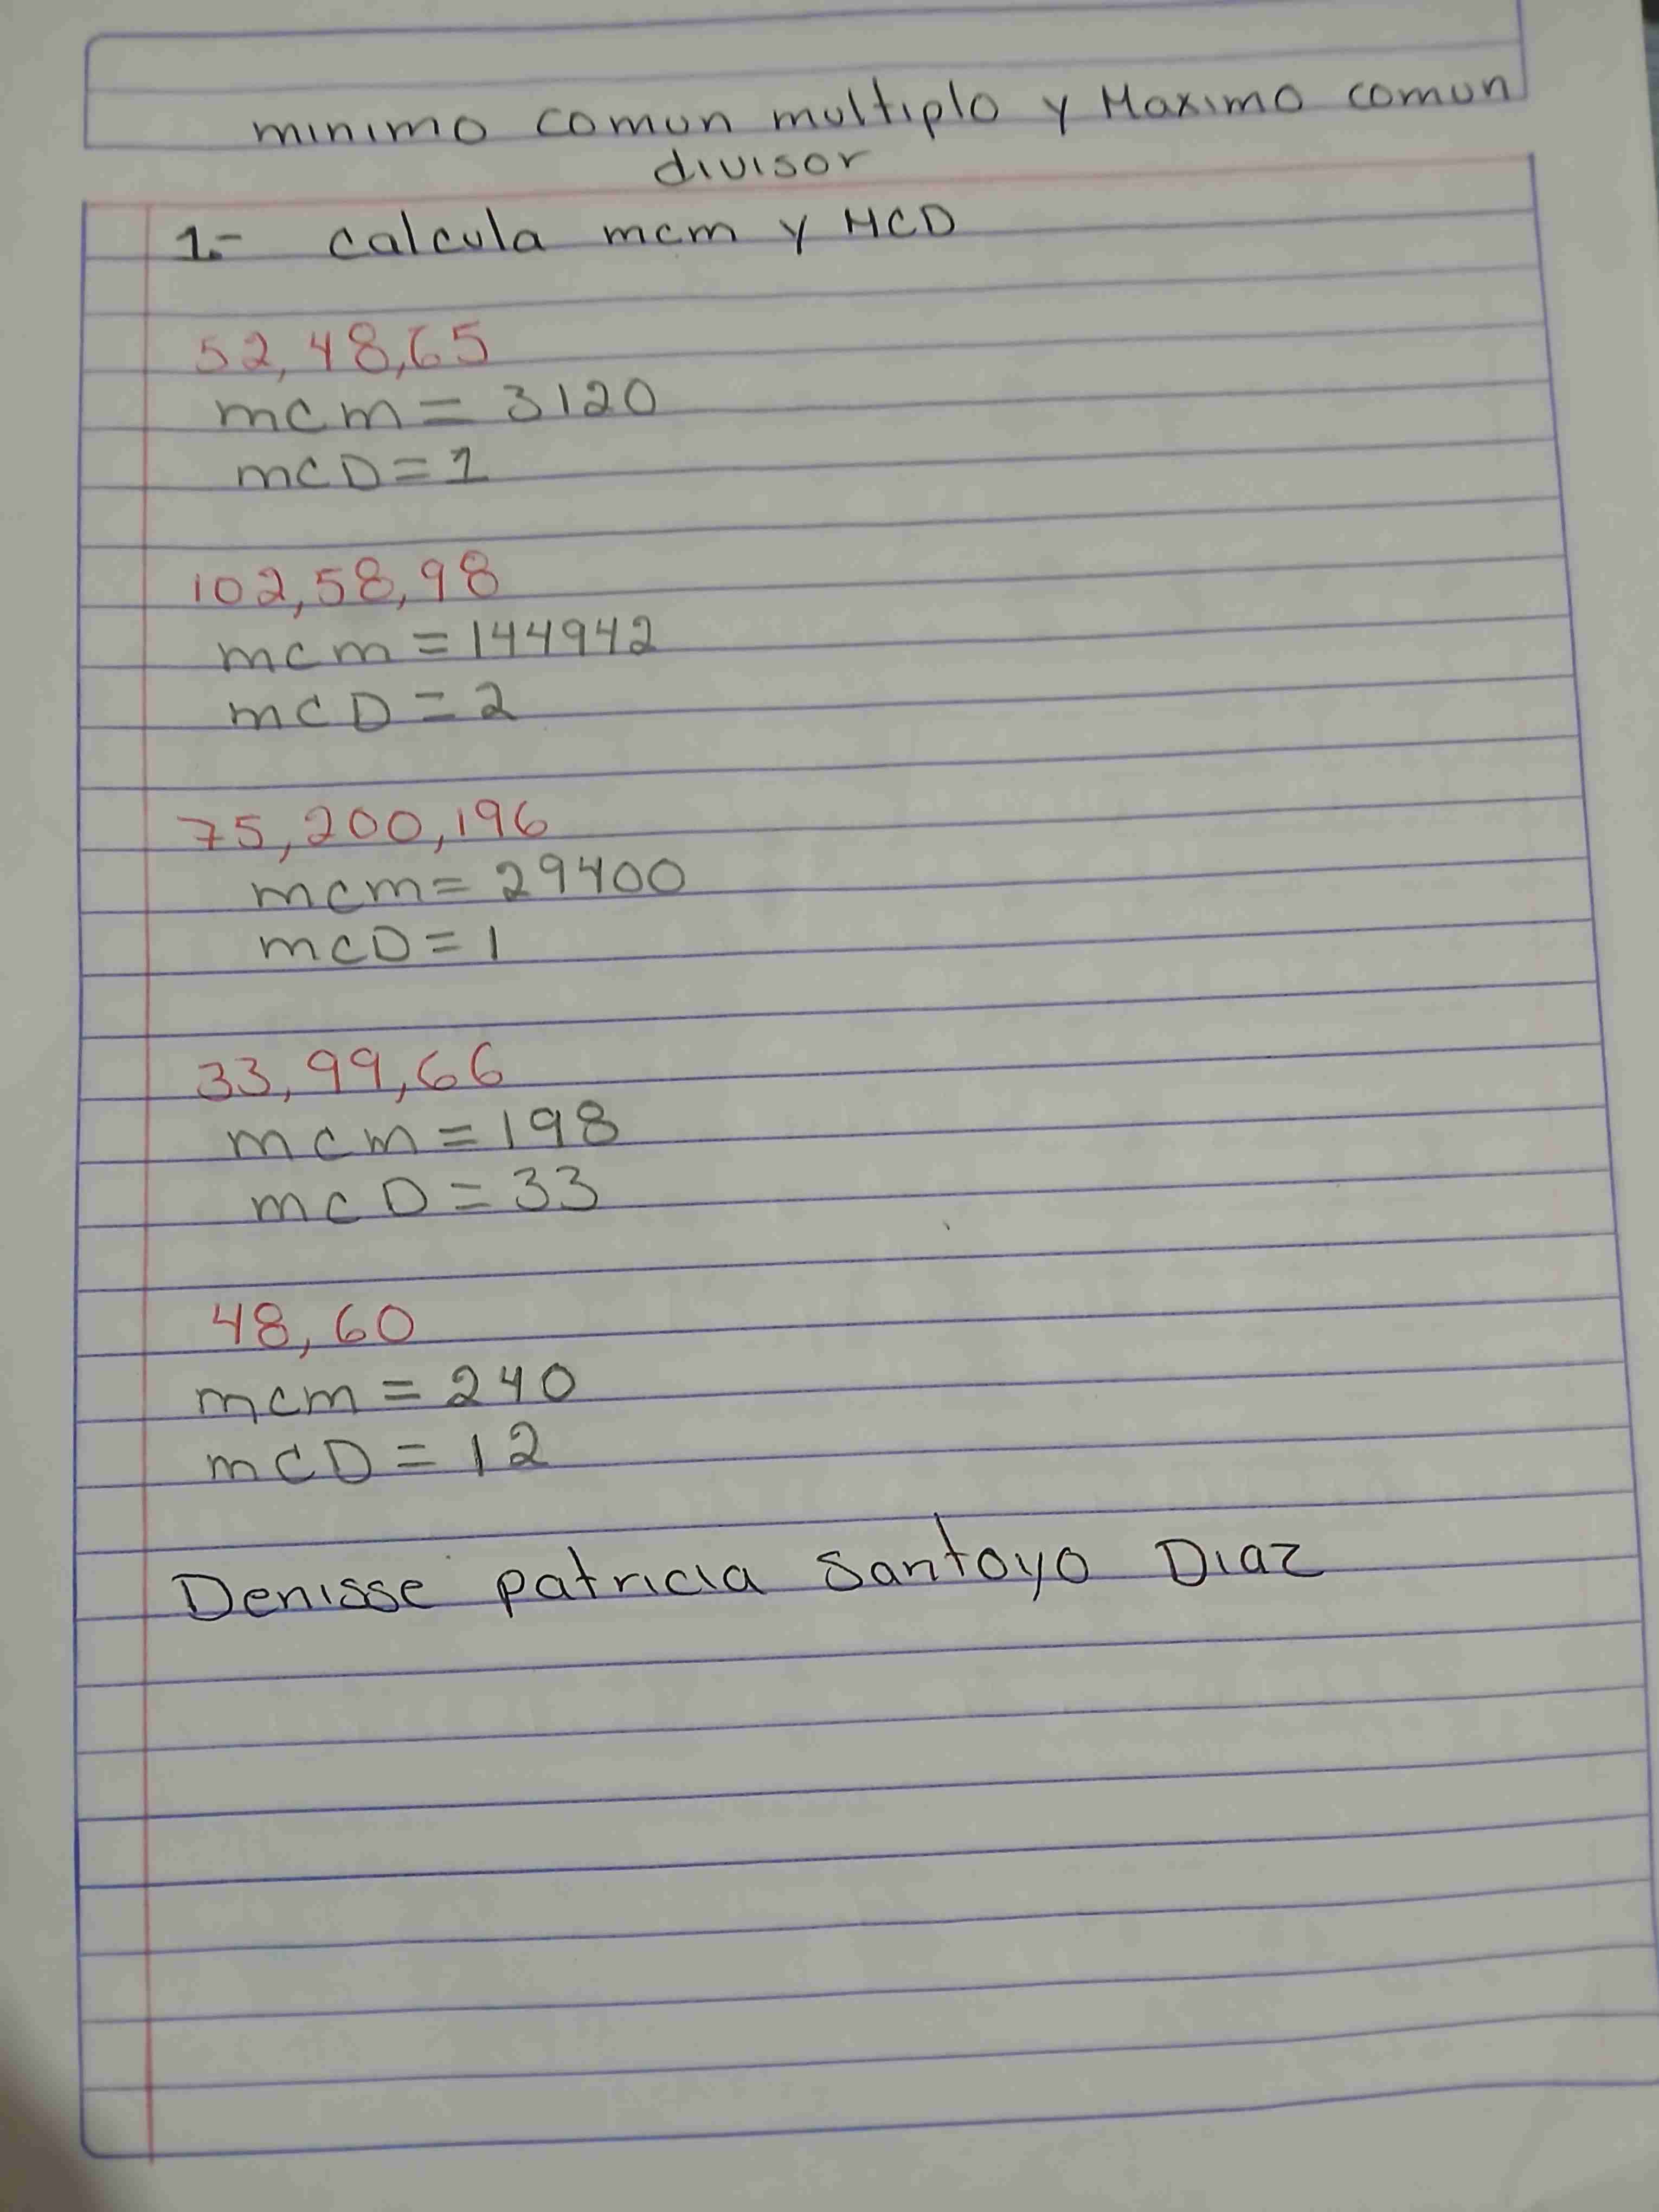 minimo comun multiplo y Maximo comun
divisor
1.- calcula mcm y MCD
52, 48, 65
mcm = 3120
mCD = 1
102, 58, 98
mcm = 144942
mCD = 2
75, 200, 196
mcm = 29400
mCD = 1
33, 99, 66
mcm = 198
mCD = 33
48, 60
mcm = 240
mCD = 12
Denisse patricia Santoyo Diaz